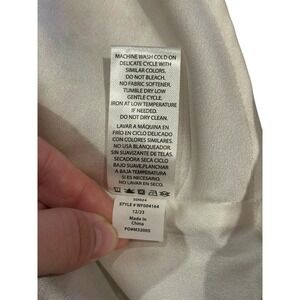 MACHINE WASH COLD ON
DELICATE CYCLE WITH
SIMILAR COLORS.
DO NOT BLEACH.
NO FABRIC SOFTENER.
TUMBLE DRY LOW
GENTLE CYCLE.
IRON AT LOW TEMPERATURE
IF NEEDED.
DO NOT DRY CLEAN.
LAVAR A MÁQUINA EN
FRÍO EN CICLO DELICADO
CON COLORES SIMILARES.
NO USA BLANQUEADOR.
SIN SUAVIZANTE DE TELAS.
SECADORA SECA CICLO
BAJO SUAVE.PLANCHAR
A BAJA TEMPERATURA
SI ES NECESARIO.
NO LAVAR EN SECO.
STYLE # WF004164
12/23
Made in
China
PO#M32085